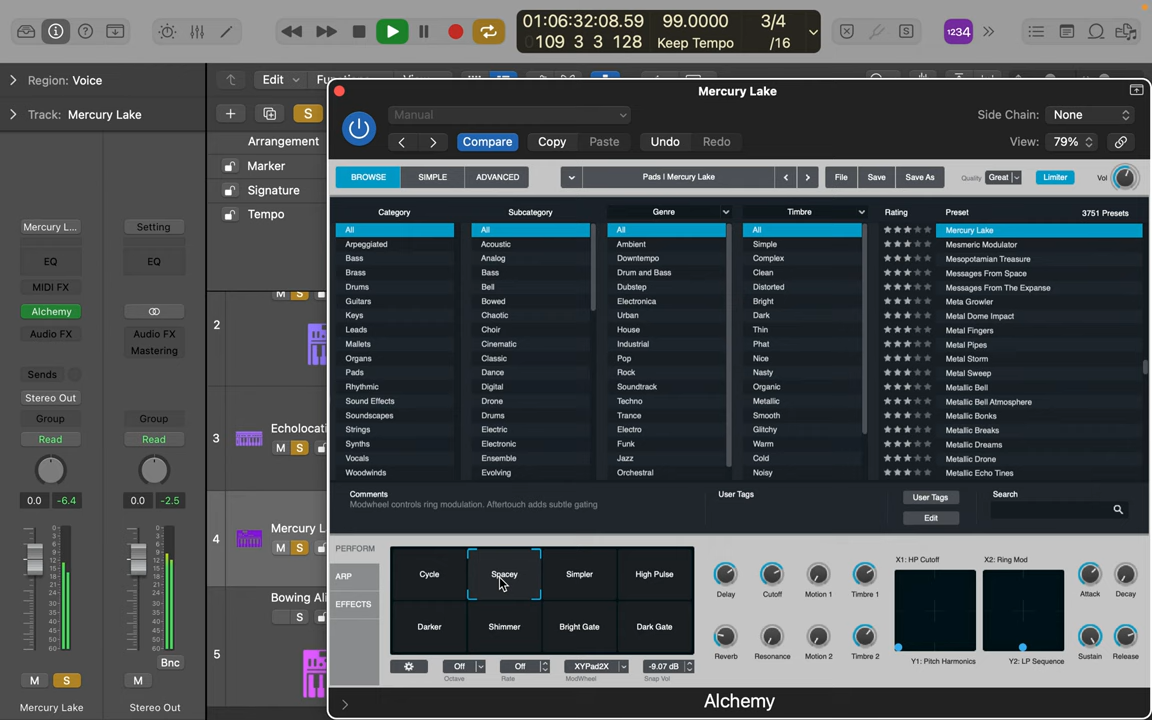 01:06:32:08.59 99.0000 3/4
109 3 3 128 Keep Tempo /16
1234
Region: Voice
Track: Mercury Lake
Edit
S
Arrangement
Marker
Signature
Tempo
Mercury L...
Setting
EQ
EQ
MIDI FX
Alchemy
Audio FX
Audio FX
Mastering
Sends
Stereo Out
Group
Group
Read
Read
0.0 -6.4
0.0 -2.5
Bnc
M S
M
Mercury Lake
Stereo Out
M S
2
3
Echolocati
M S
4
Mercury L
M S
5
Bowing Ali
S
Mercury Lake
Manual
Side Chain: None
Compare
Copy
Paste
Undo
Redo
View: 79%
BROWSE
SIMPLE
ADVANCED
Pads | Mercury Lake
File
Save
Save As
Quality
Great
Limiter
Vol
Category
All
Arpeggiated
Bass
Brass
Drums
Guitars
Keys
Leads
Mallets
Organs
Pads
Rhythmic
Sound Effects
Soundscapes
Strings
Synths
Vocals
Woodwinds
Subcategory
All
Acoustic
Analog
Bass
Bell
Bowed
Chaotic
Choir
Cinematic
Classic
Dance
Digital
Drone
Drums
Electric
Electronic
Ensemble
Evolving
Genre
All
Ambient
Downtempo
Drum and Bass
Dubstep
Electronica
Urban
House
Industrial
Pop
Rock
Soundtrack
Techno
Trance
Electro
Funk
Jazz
Orchestral
Timbre
All
Simple
Complex
Clean
Distorted
Bright
Dark
Thin
Phat
Nice
Nasty
Organic
Metallic
Smooth
Glitchy
Warm
Cold
Noisy
Rating
Preset
3751 Presets
Mercury Lake
Mesmeric Modulator
Mesopotamian Treasure
Messages From Space
Messages From The Expanse
Meta Growler
Metal Dome Impact
Metal Fingers
Metal Pipes
Metal Storm
Metal Sweep
Metallic Bell
Metallic Bell Atmosphere
Metallic Bonks
Metallic Breaks
Metallic Dreams
Metallic Drone
Metallic Echo Tines
Comments
Modwheel controls ring modulation. Aftertouch adds subtle gating
User Tags
User Tags
Edit
Search
PERFORM
ARP
EFFECTS
Cycle
Spacey
Simpler
High Pulse
Darker
Shimmer
Bright Gate
Dark Gate
Off
Octave
Off
Rate
XYPad2X
ModWheel
-9.07 dB
Snap Vol
Delay
Cutoff
Motion 1
Timbre 1
Reverb
Resonance
Motion 2
Timbre 2
X1: HP Cutoff
X2: Ring Mod
Y1: Pitch Harmonics
Y2: LP Sequence
Attack
Decay
Sustain
Release
Alchemy